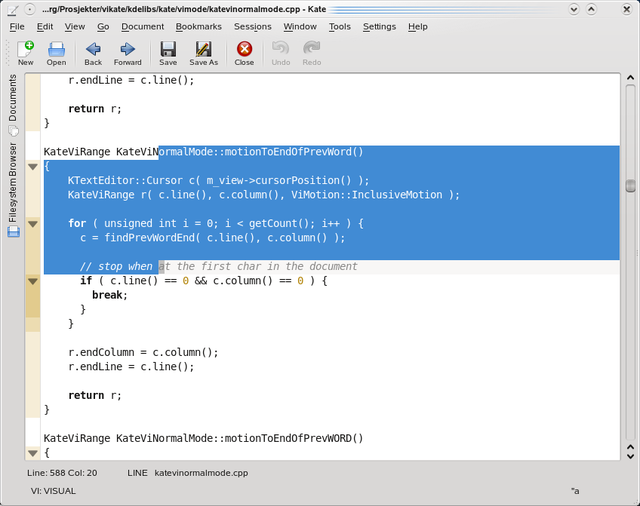 ...rg/Prosjekter/vikate/kdelibs/kate/vimode/katevinormalmode.cpp - Kate
File Edit View Go Document Bookmarks Sessions Window Tools Settings Help
New Open Back Forward Save Save As Close Undo Redo
Documents
Filesystem Browser
r.endLine = c.line();
return r;
}
KateViRange KateViNormalMode::motionToEndOfPrevWord()
{
KTextEditor::Cursor c( m_view->cursorPosition() );
KateViRange r( c.line(), c.column(), ViMotion::InclusiveMotion );
for ( unsigned int i = 0; i < getCount(); i++ ) {
c = findPrevWordEnd( c.line(), c.column() );
// stop when at the first char in the document
if ( c.line() == 0 && c.column() == 0 ) {
break;
}
}
r.endColumn = c.column();
r.endLine = c.line();
return r;
}
KateViRange KateViNormalMode::motionToEndOfPrevWORD()
{
Line: 588 Col: 20 LINE katevinormalmode.cpp
VI: VISUAL "a